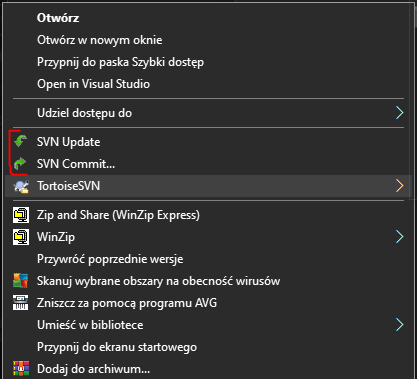 Otwórz
Otwórz w nowym oknie
Przypnij do paska Szybki dostęp
Open in Visual Studio
Udziel dostępu do
SVN Update
SVN Commit...
TortoiseSVN
Zip and Share (WinZip Express)
WinZip
Przywróć poprzednie wersje
Skanuj wybrane obszary na obecność wirusów
Zniszcz za pomocą programu AVG
Umieść w bibliotece
Przypnij do ekranu startowego
Dodaj do archiwum...